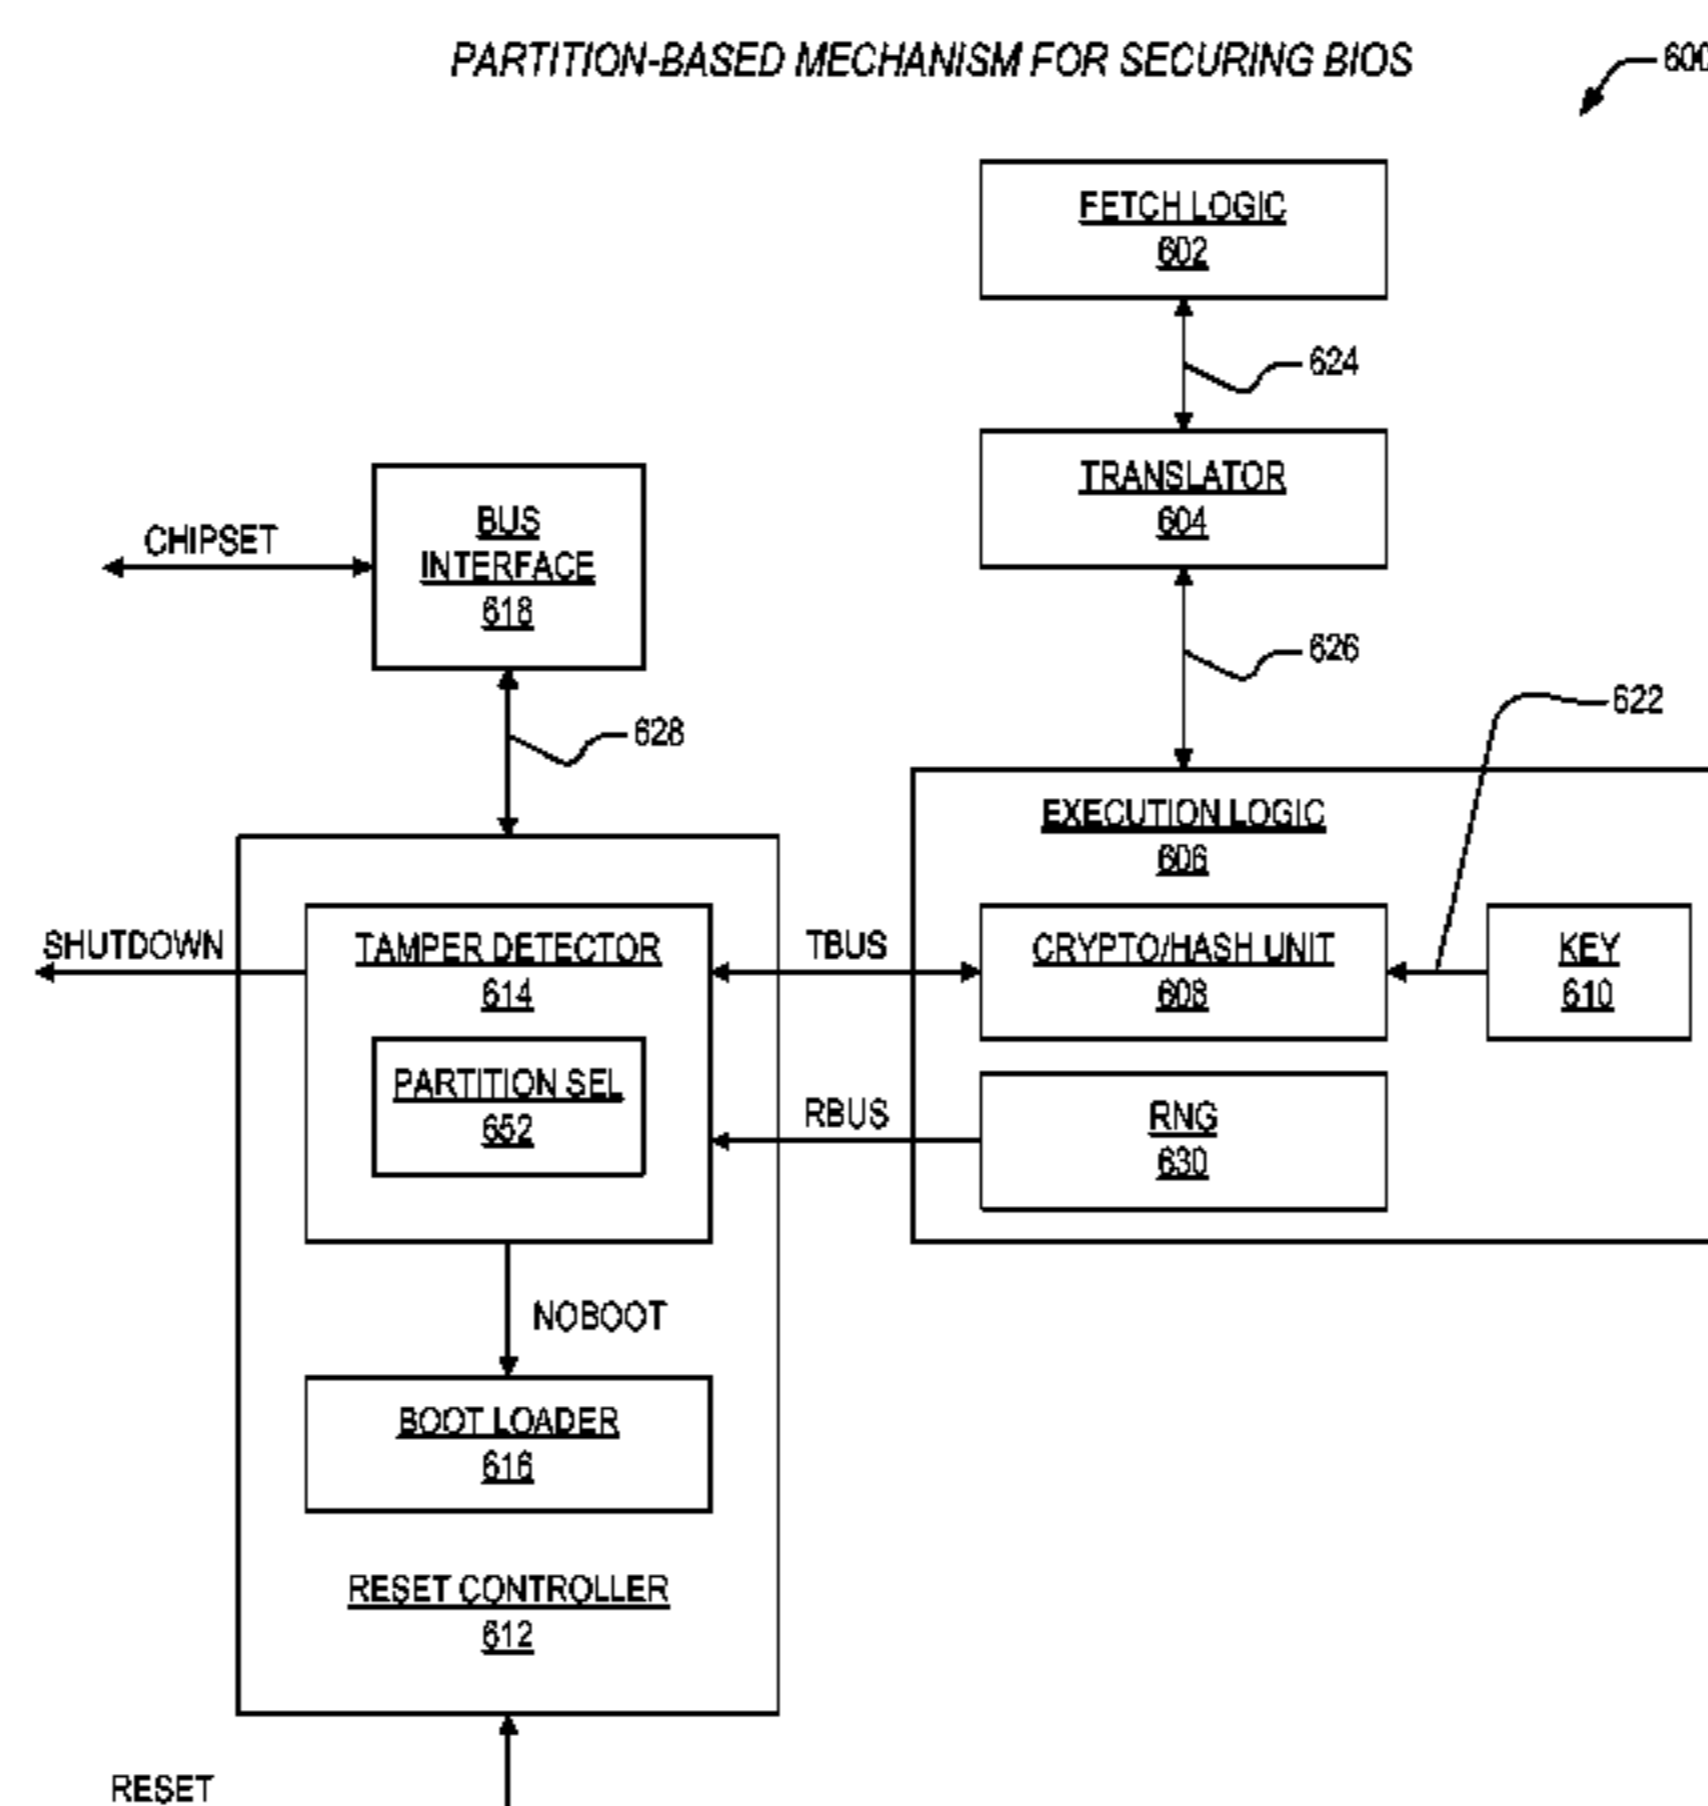 PARTITION-BASED MECHANISM FOR SECURING BIOS
600
FETCH LOGIC
602
624
TRANSLATOR
604
626
622
BUS
INTERFACE
618
CHIPSET
628
EXECUTION LOGIC
606
SHUTDOWN
TAMPER DETECTOR
614
TBUS
CRYPTO/HASH UNIT
608
KEY
610
PARTITION SEL
652
RBUS
RNG
630
NOBOOT
BOOT LOADER
616
RESET CONTROLLER
612
RESET